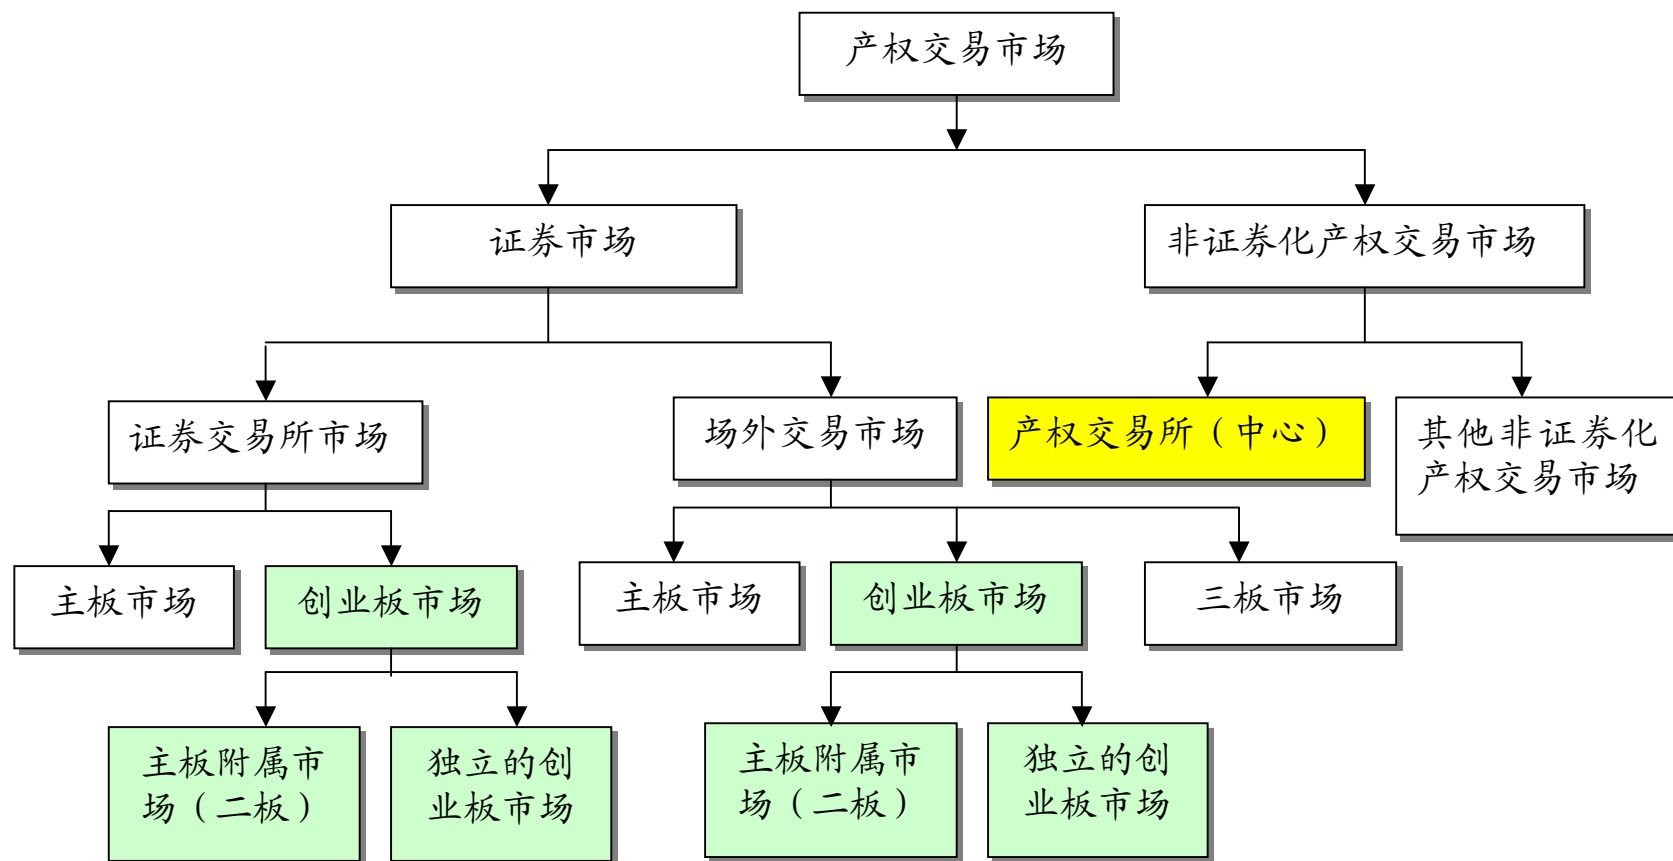 产权交易市场
证券市场
非证券化产权交易市场
证券交易所市场
场外交易市场
产权交易所（中心）
其他非证券化
产权交易市场
主板市场
创业板市场
主板市场
创业板市场
三板市场
主板附属市
场（二板）
独立的创
业板市场
主板附属市
场（二板）
独立的创
业板市场